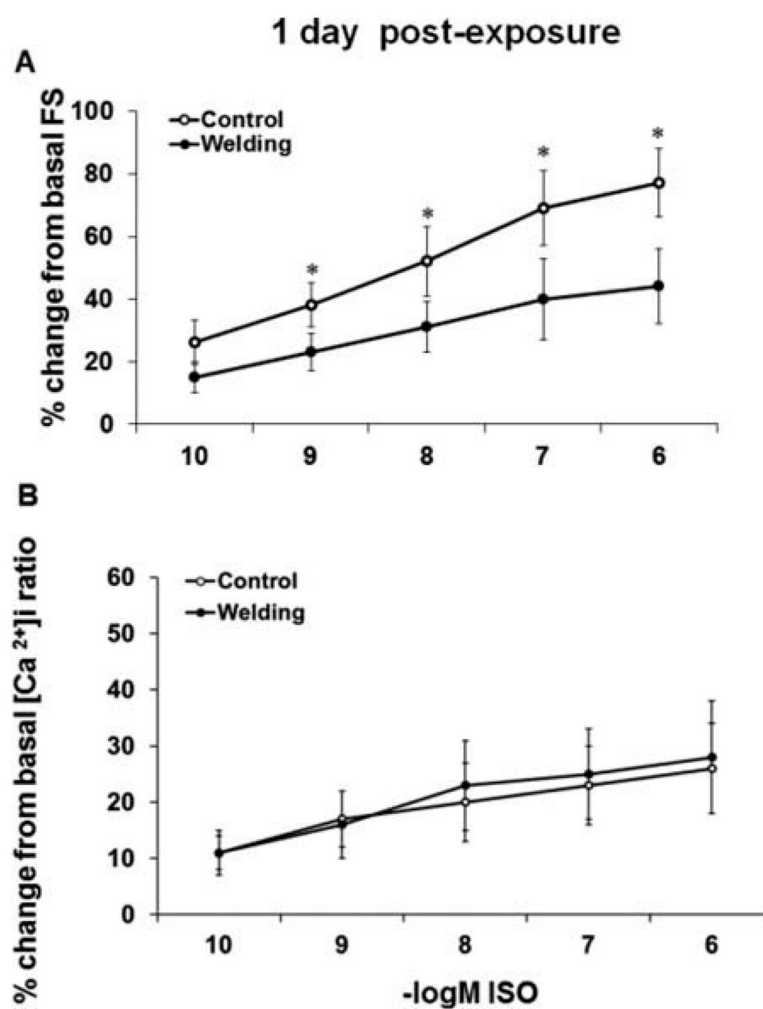 1 day post-exposure
A
% change from basal FS
100
80
60
40
20
0
Control
Welding
*
*
*
*
10 9 8 7 6
B
% change from basal [Ca 2+]i ratio
60
50
40
30
20
10
0
Control
Welding
10 9 8 7 6
-logM ISO